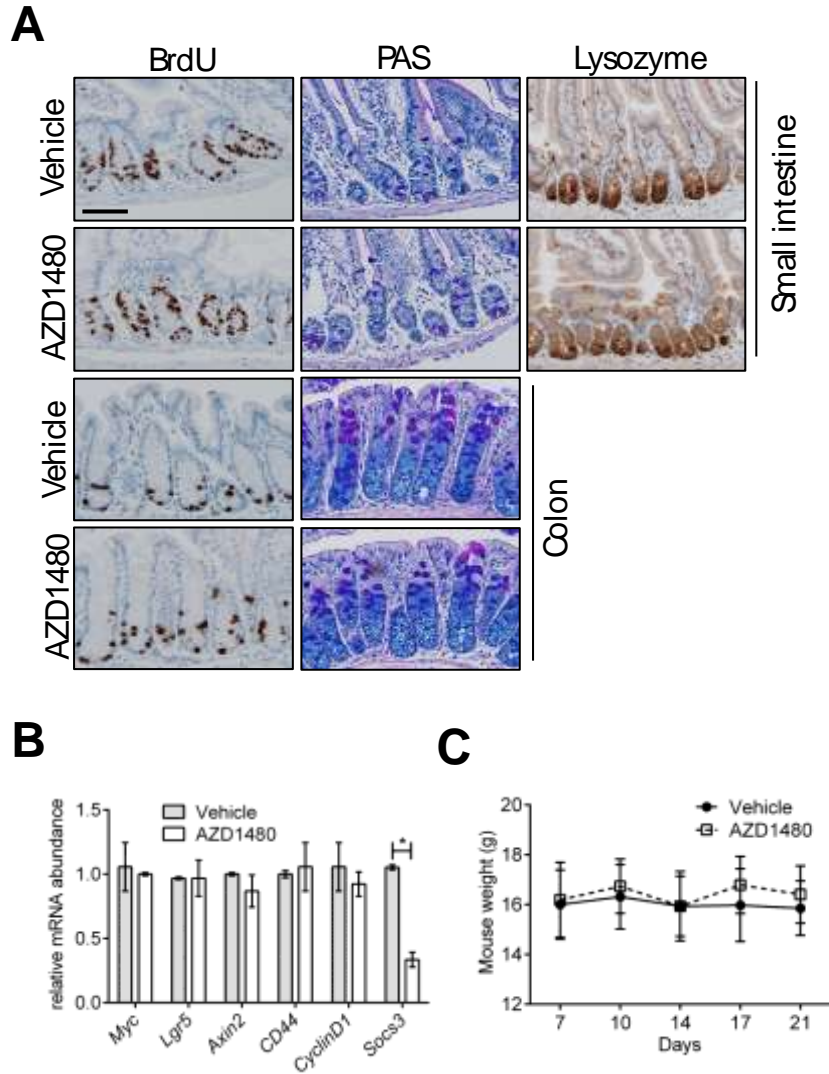 A
BrdU PAS Lysozyme
Vehicle
AZD1480
Small intestine
Vehicle
AZD1480
Colon
B
relative mRNA abundance
1.5
1.0
0.5
0.0
Vehicle
AZD1480
*
Myc Lgr5 Axin2 CD44 CyclinD1 Socs3
C
Mouse weight (g)
20
18
16
14
12
Vehicle
AZD1480
7 10 14 17 21
Days